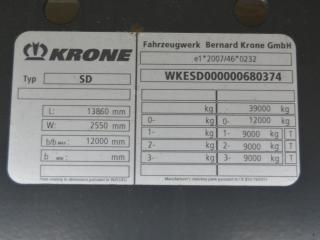 KRONE
Fahrzeugwerk Bernard Krone GmbH
e1*2007/46*0232
Typ SD
WKESD000000680374
L: 13860 mm
W: 2550 mm
b/b MAX. : 12000 mm
b MIN. : mm
kg 39000 kg
0- kg 0- 12000 kg
1- kg 1- 9000 kg T
2- kg 2- 9000 kg T
3- kg 3- 9000 kg T